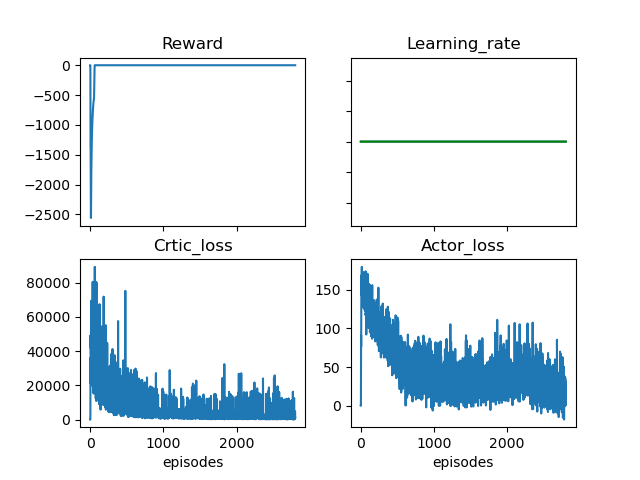 Reward
Learning_rate
0
−500
−1000
−1500
−2000
−2500
Crtic_loss
Actor_loss
80000
60000
40000
20000
0
150
100
50
0
0 1000 2000
0 1000 2000
episodes
episodes